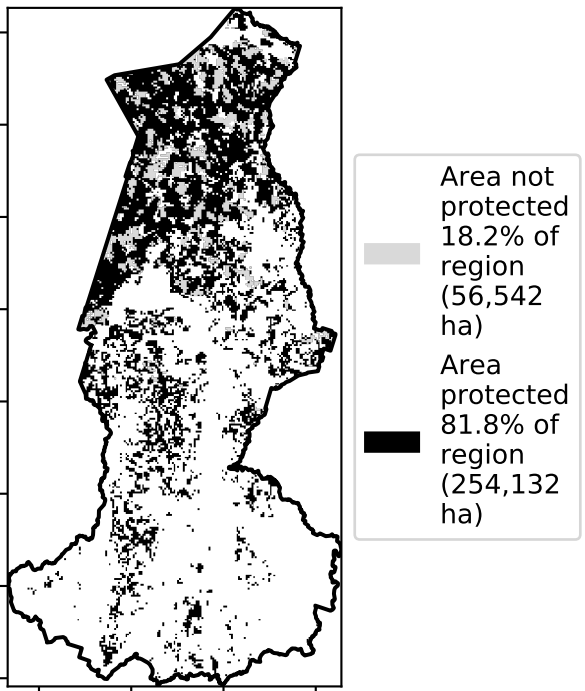 Area not
protected
18.2% of
region
(56,542
ha)
Area
protected
81.8% of
region
(254,132
ha)